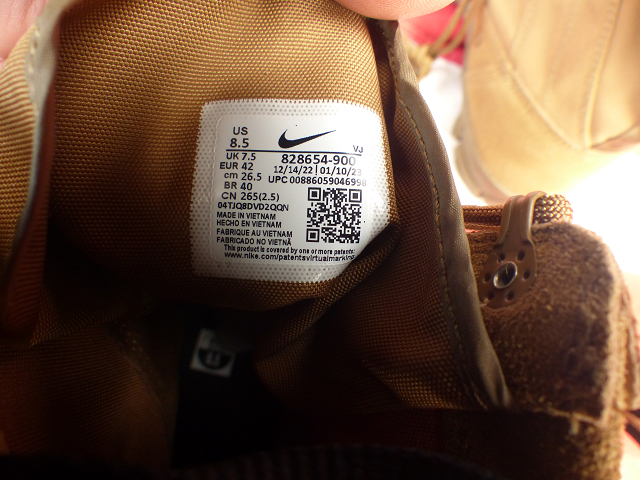 US
8.5
VJ
UK 7.5
828654-900
EUR 42
12/14/22 | 01/10/23
cm 26.5
UPC 00886059046998
BR 40
CN 265(2.5)
04TJQ8DVD2QQN
MADE IN VIETNAM
HECHO EN VIETNAM
FABRIQUE AU VIETNAM
FABRICADO NO VIETNÃ
This product is covered by one or more patents:
www.nike.com/patentsvirtualmarking